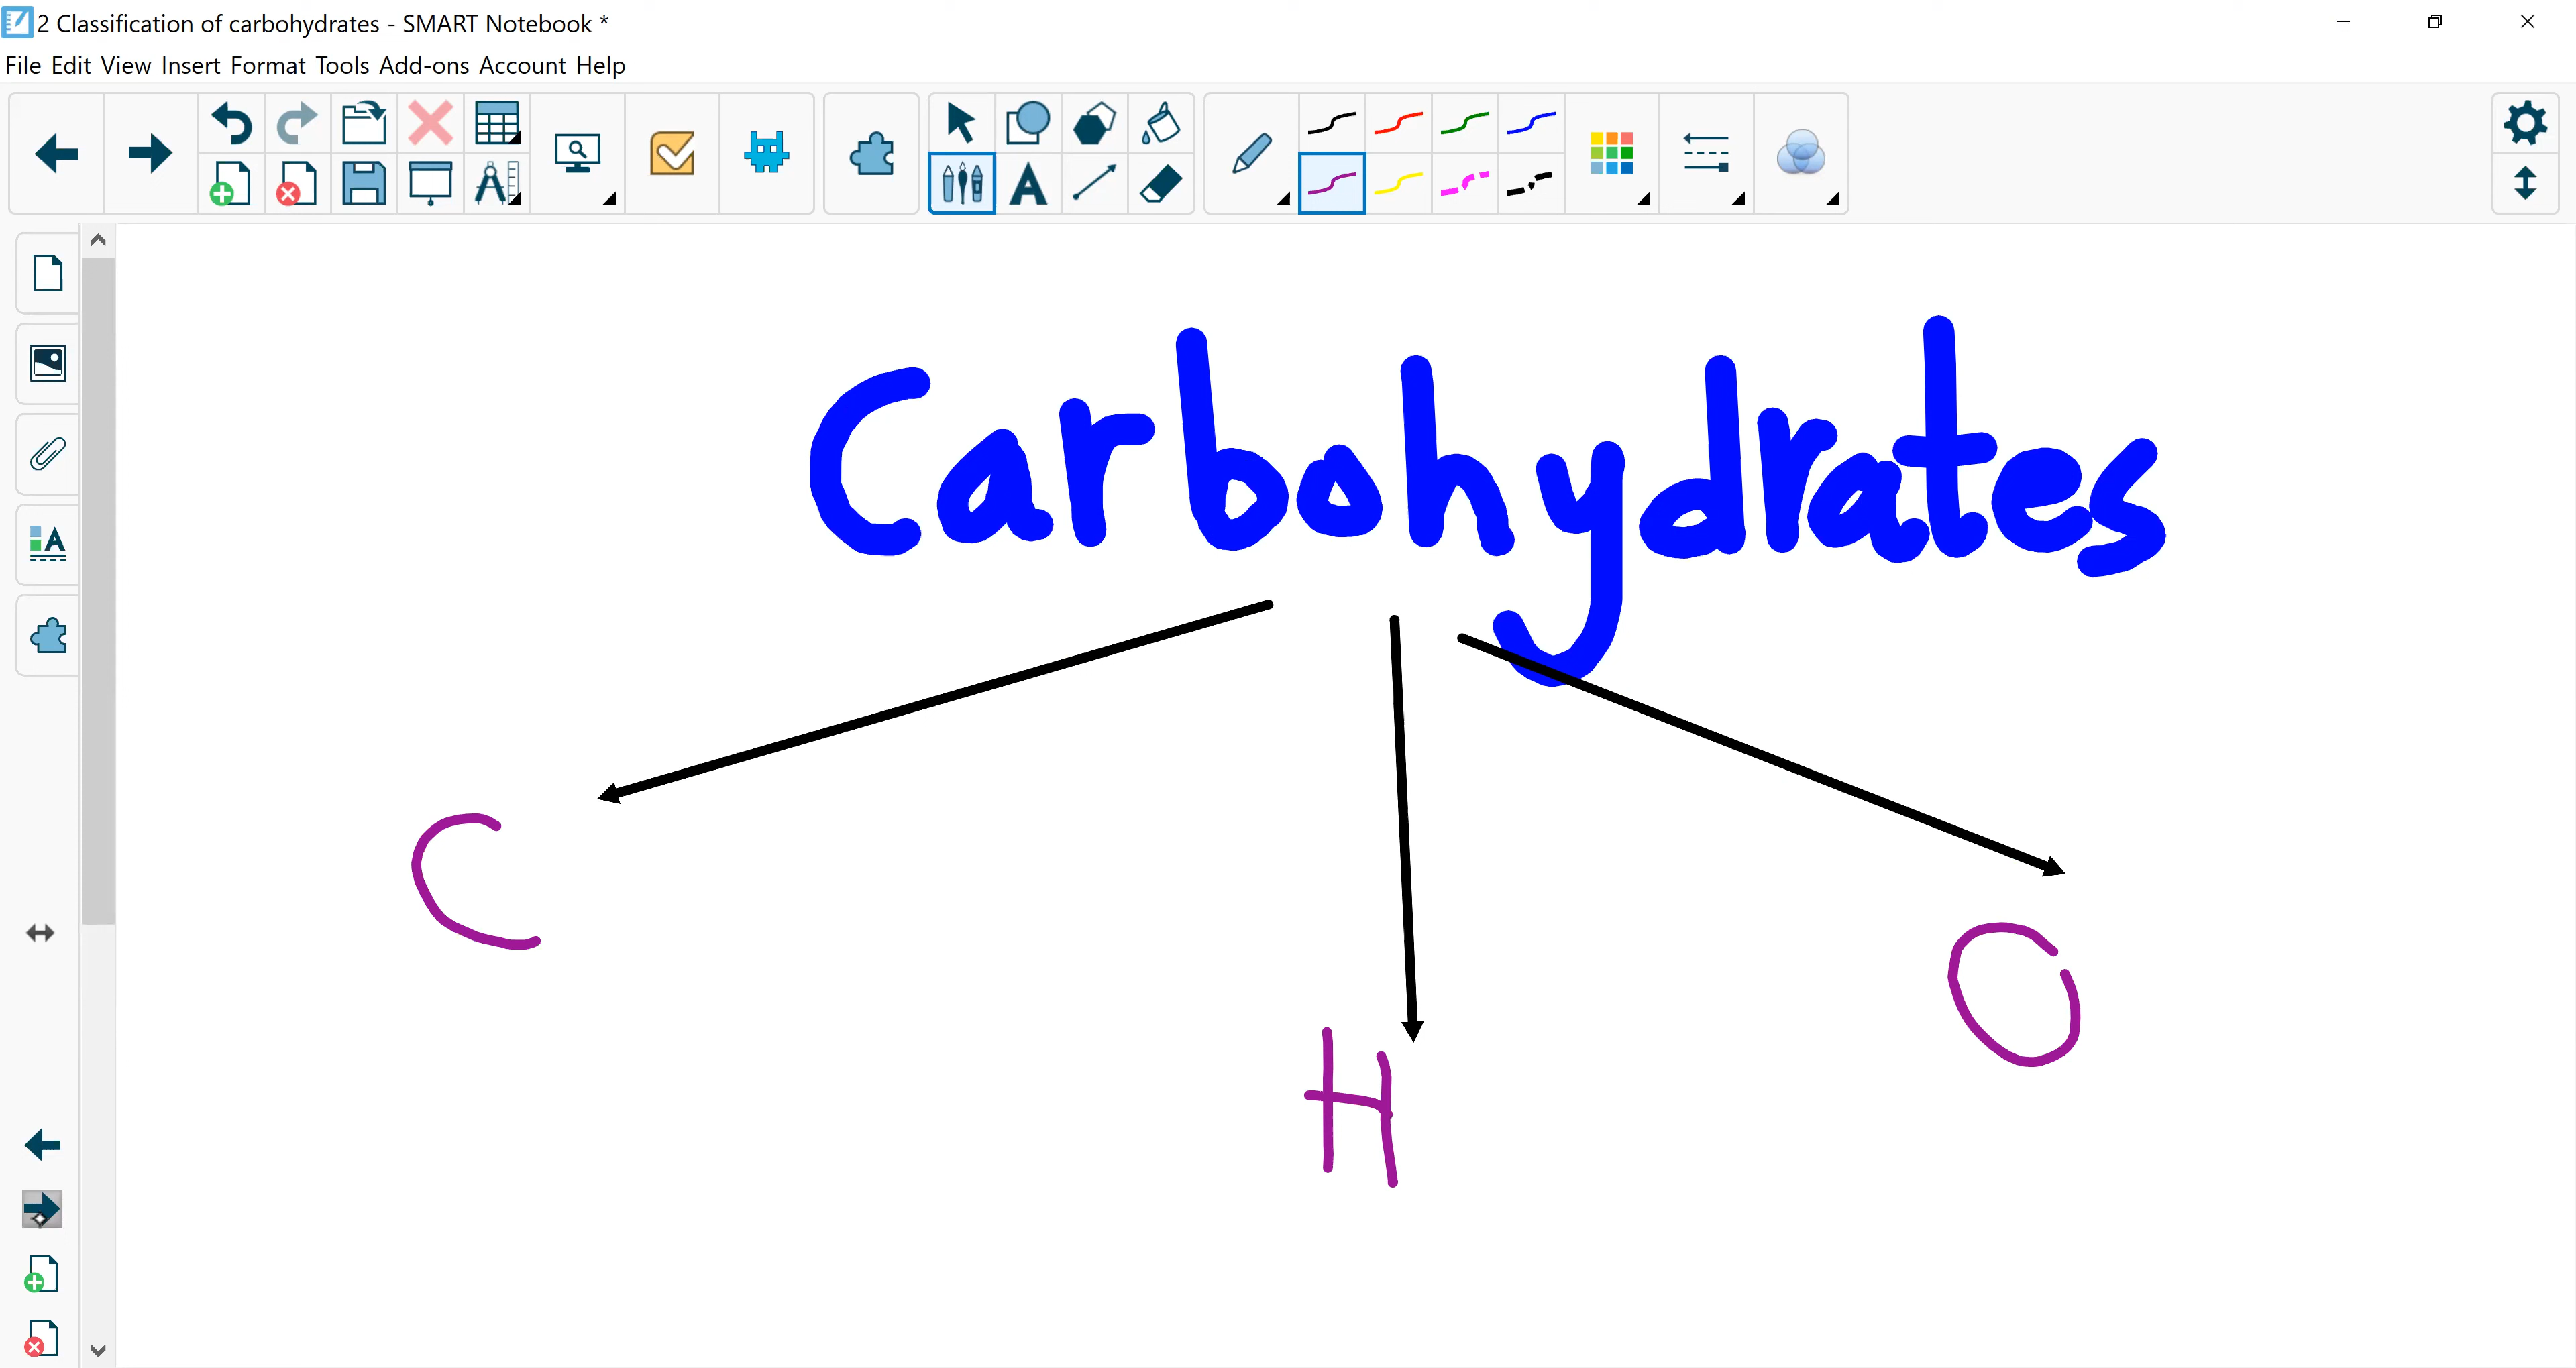 2 Classification of carbohydrates - SMART Notebook *
File Edit View Insert Format Tools Add-ons Account Help
Carbohydrates
C
H
O